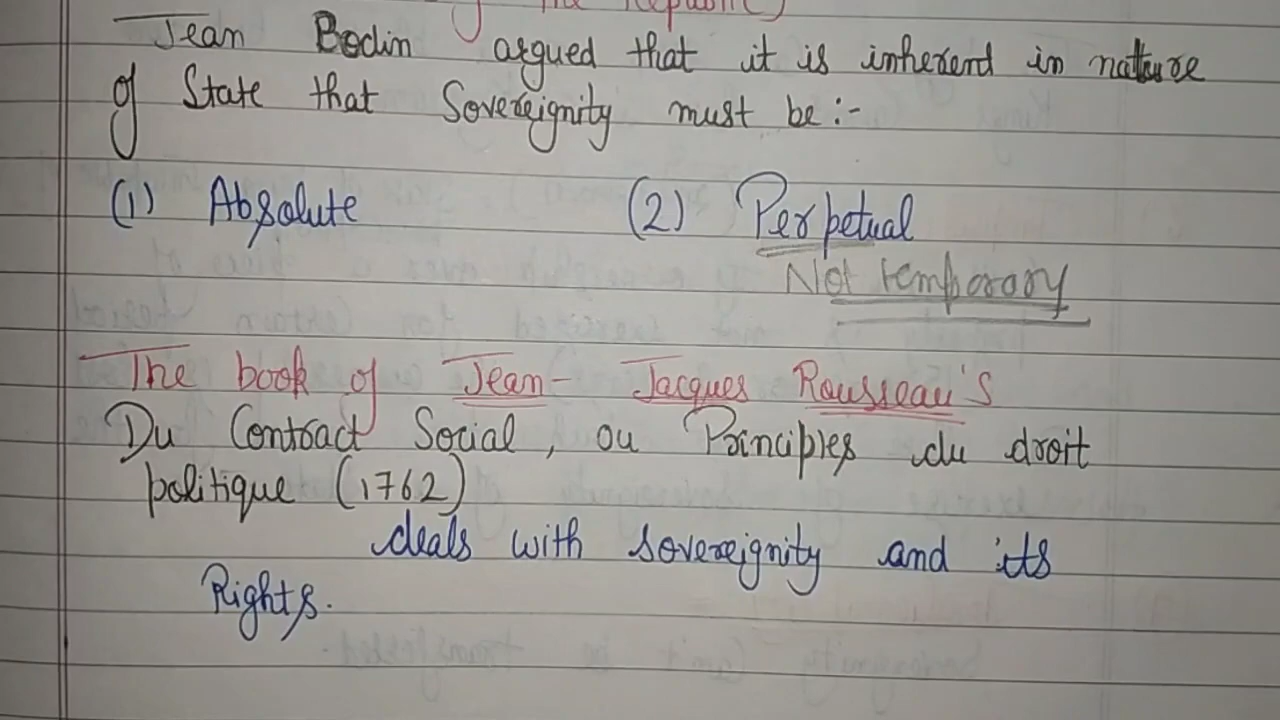 The Republic)
Jean Bodin argued that it is inherent in nature
of State that Sovereignity must be:-
(1) Absolute (2) Perpetual
Not temporary
The book of Jean- Jacques Rousseau's
Du Contract Social, ou Principles du droit
politique (1762)
deals with sovereignity and its
Rights.